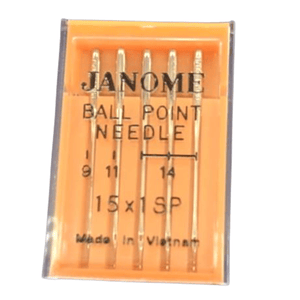 JANOME
BALL POINT
NEEDLE
9 11 14
15x1SP
Made in Vietnam